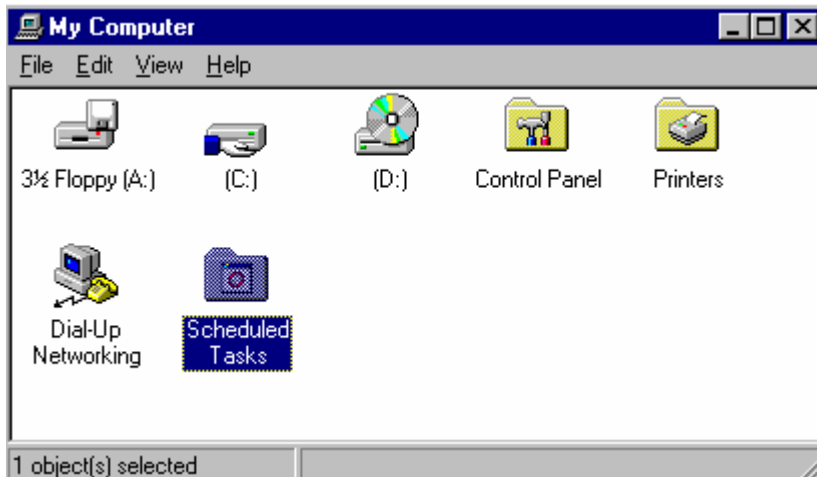 My Computer
File Edit View Help
3½ Floppy (A:) (C:) (D:) Control Panel Printers
Dial-Up Networking
Scheduled Tasks
1 object(s) selected